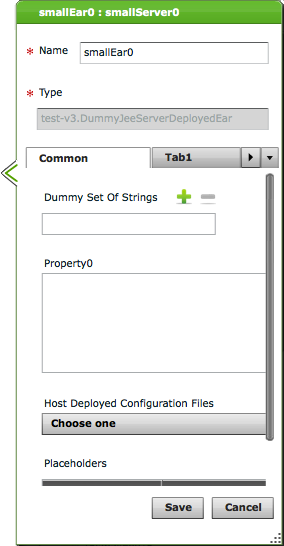 smallEar0 : smallServer0
* Name smallEar0
* Type
test-v3.DummyJeeServerDeployedEar
Common Tab1
Dummy Set Of Strings
Property0
Host Deployed Configuration Files
Choose one
Placeholders
Save Cancel